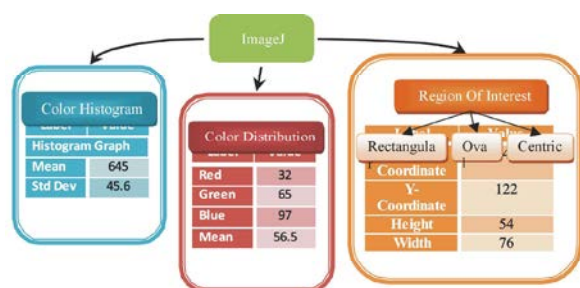 ImageJ
Color Histogram
Label Value
Histogram Graph
Mean 645
Std Dev 45.6
Color Distribution
Label Value
Red 32
Green 65
Blue 97
Mean 56.5
Region Of Interest
Rectangula
l
Ova
l
Centric
Coordinate
Y-
Coordinate 122
Height 54
Width 76